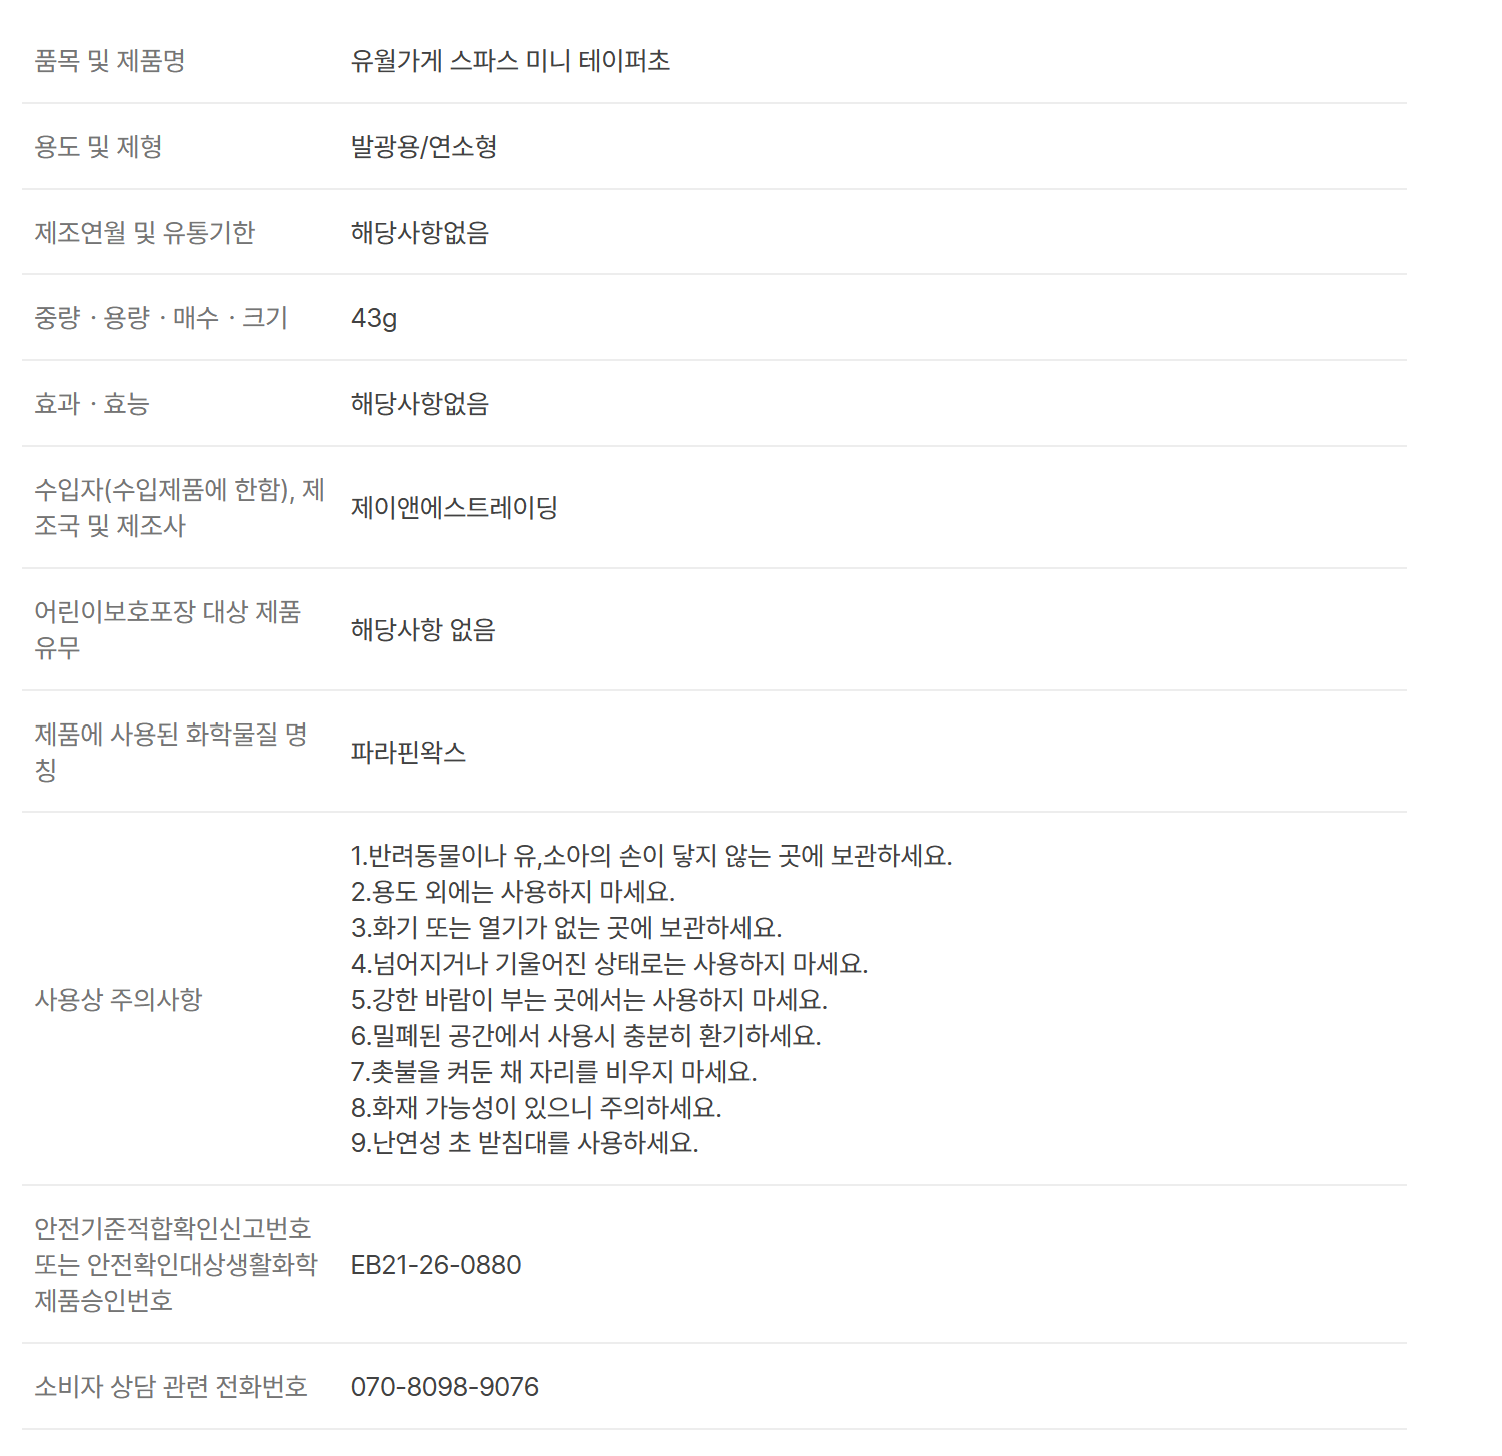 품목 및 제품명
유월가게 스파스 미니 테이퍼초
용도 및 제형
발광용/연소형
제조연월 및 유통기한
해당사항없음
중량 · 용량 · 매수 · 크기
43g
효과 · 효능
해당사항없음
수입자(수입제품에 한함), 제
조국 및 제조사
제이앤에스트레이딩
어린이보호포장 대상 제품
유무
해당사항 없음
제품에 사용된 화학물질 명
칭
파라핀왁스
사용상 주의사항
1.반려동물이나 유,소아의 손이 닿지 않는 곳에 보관하세요.
2.용도 외에는 사용하지 마세요.
3.화기 또는 열기가 없는 곳에 보관하세요.
4.넘어지거나 기울어진 상태로는 사용하지 마세요.
5.강한 바람이 부는 곳에서는 사용하지 마세요.
6.밀폐된 공간에서 사용시 충분히 환기하세요.
7.촛불을 켜둔 채 자리를 비우지 마세요.
8.화재 가능성이 있으니 주의하세요.
9.난연성 초 받침대를 사용하세요.
안전기준적합확인신고번호
또는 안전확인대상생활화학
제품승인번호
EB21-26-0880
소비자 상담 관련 전화번호
070-8098-9076